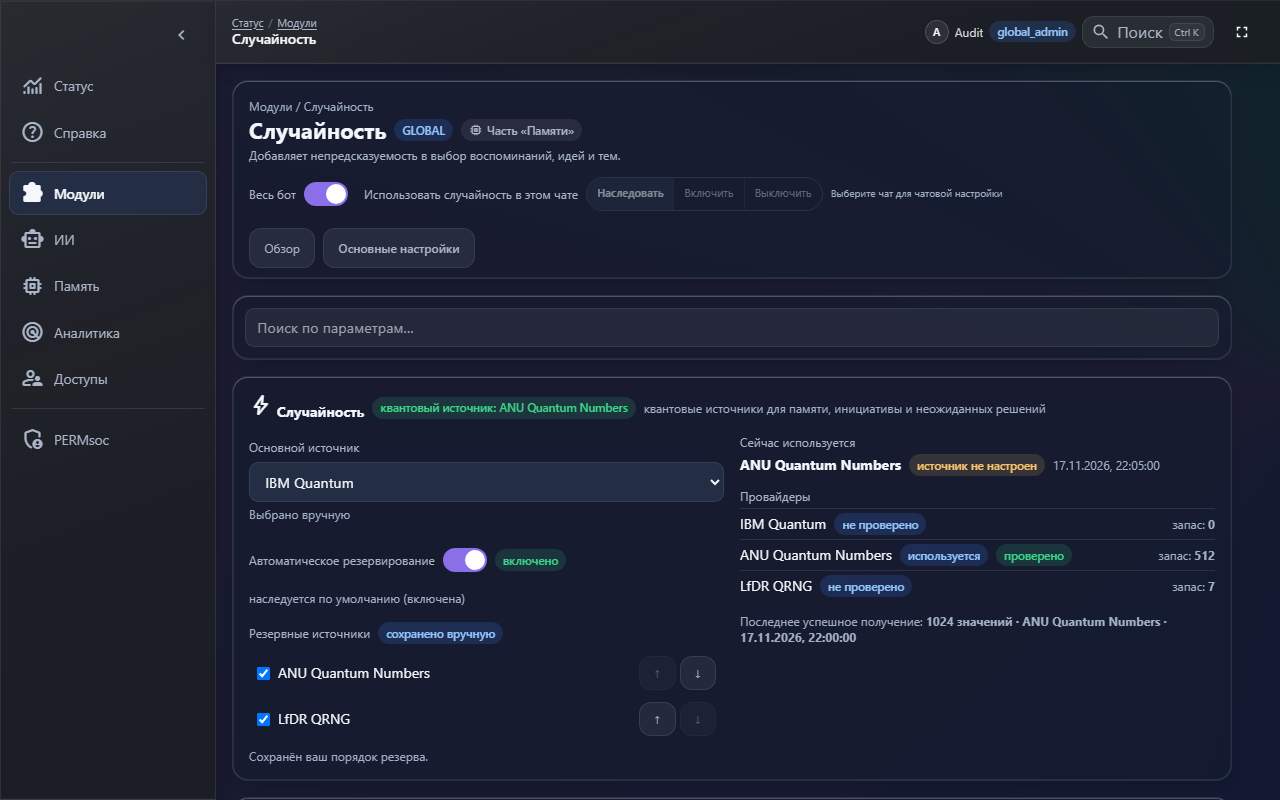 Статус / Модули
Случайность
A Audit global_admin Поиск Ctrl K
Статус
Справка
Модули
ИИ
Память
Аналитика
Доступы
PERMsoc
Модули / Случайность
Случайность GLOBAL Часть «Памяти»
Добавляет непредсказуемость в выбор воспоминаний, идей и тем.
Весь бот Использовать случайность в этом чате Наследовать Включить Выключить Выберите чат для чатовой настройки
Обзор Основные настройки
Поиск по параметрам...
Случайность квантовый источник: ANU Quantum Numbers квантовые источники для памяти, инициативы и неожиданных решений
Основной источник
IBM Quantum
Выбрано вручную
Автоматическое резервирование включено
наследуется по умолчанию (включена)
Резервные источники сохранено вручную
ANU Quantum Numbers ↑ ↓
LfDR QRNG ↑ ↓
Сохранён ваш порядок резерва.
Сейчас используется
ANU Quantum Numbers источник не настроен 17.11.2026, 22:05:00
Провайдеры
IBM Quantum не проверено запас: 0
ANU Quantum Numbers используется проверено запас: 512
LfDR QRNG не проверено запас: 7
Последнее успешное получение: 1024 значений · ANU Quantum Numbers ·
17.11.2026, 22:00:00